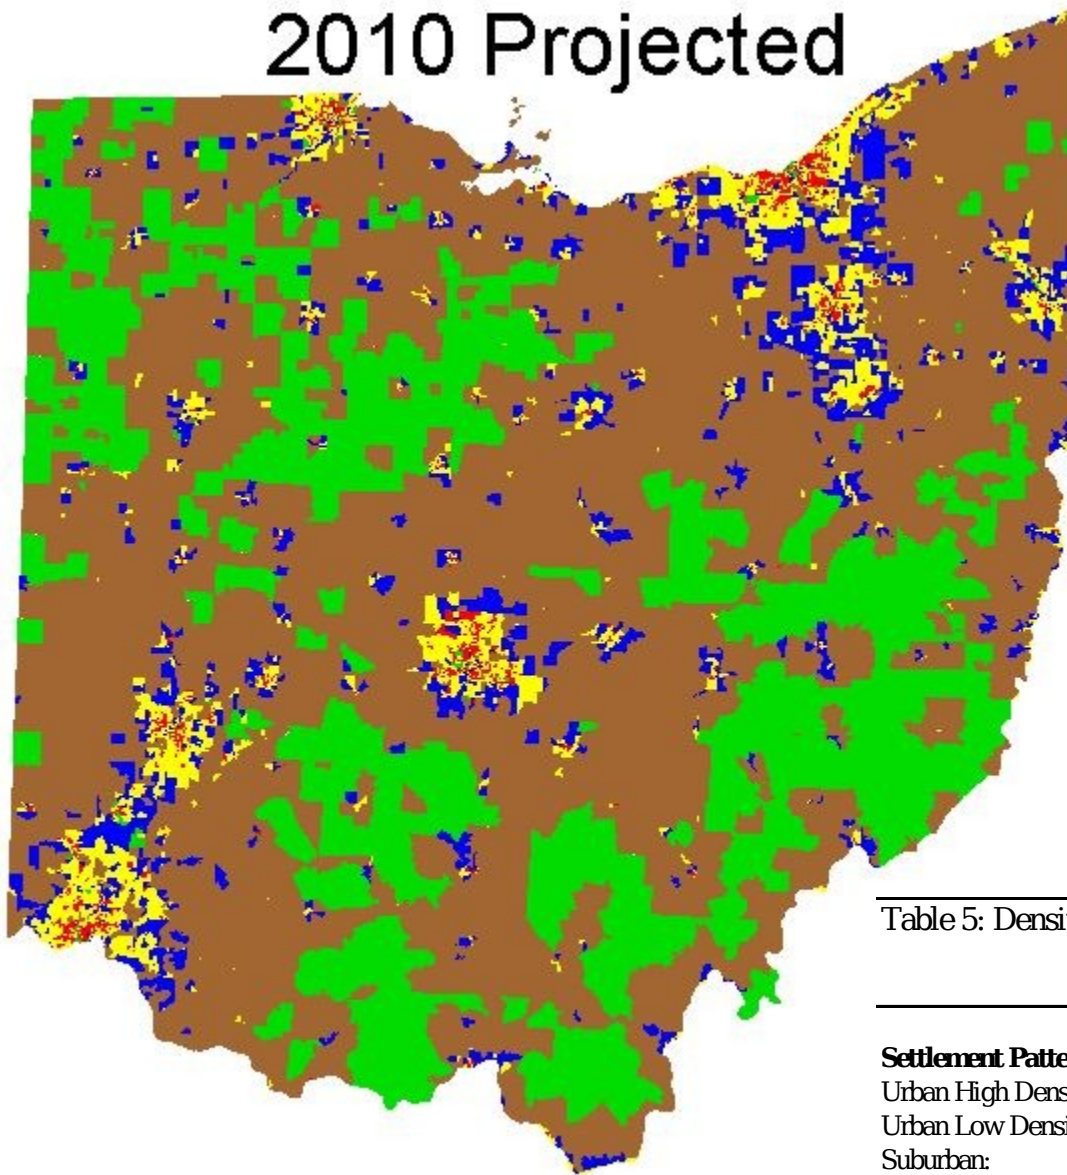 2010 Projected
Table 5: Densi
Settlement Patte
Urban High Dens
Urban Low Densi
Suburban: